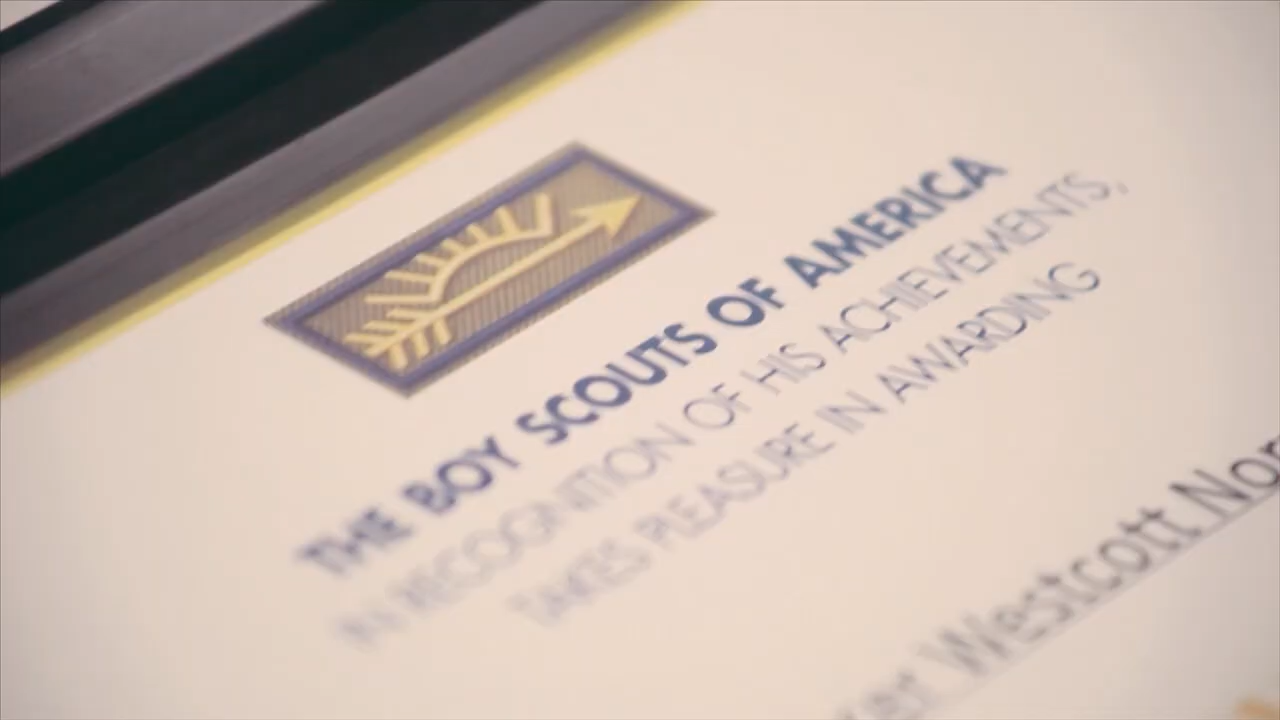 THE BOY SCOUTS OF AMERICA
IN RECOGNITION OF HIS ACHIEVEMENTS,
TAKES PLEASURE IN AWARDING
Westcott